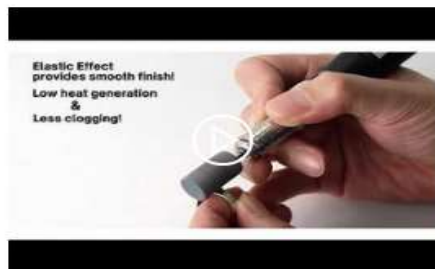 Elastic Effect
provides smooth finish!
Low heat generation
&
Less clogging!